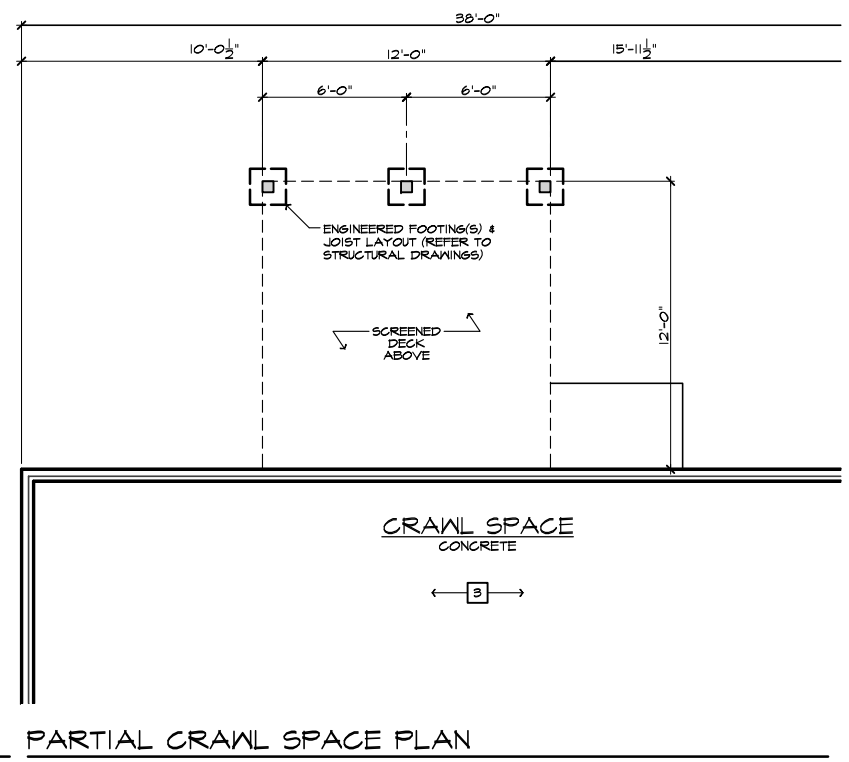 38'-0"
10'-0½"
12'-0"
15'-11½"
6'-0"
6'-0"
ENGINEERED FOOTING(S) &
JOIST LAYOUT (REFER TO
STRUCTURAL DRAWINGS)
12'-0"
SCREENED
DECK
ABOVE
CRAWL SPACE
CONCRETE
3
PARTIAL CRAWL SPACE PLAN